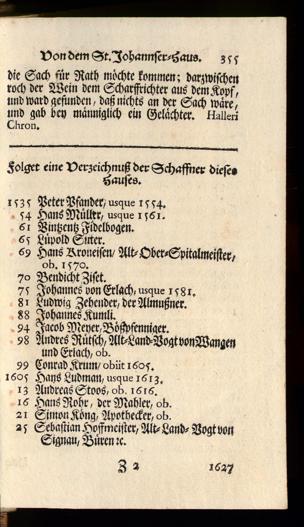 Von dem St. Johannser-Haus. 355
die Sach für Rath möchte kommen; darzwischen
roch der Wein dem Scharffrichter aus dem Kopf,
und ward gefunden, daß nichts an der Sach wäre,
und gab bey männiglich ein Gelächter. Halleri
Chron.
Folget eine Verzeichnuß der Schaffner dieses
Hauses.
1535 Peter Pfander, usque 1554.
54 Hans Müller, usque 1561.
61 Vintzentz Fidelbogen.
65 Lüpold Suter.
69 Hans Kroneisen/ Alt-Ober-Spitalmeister,
ob. 1570.
70 Bendicht Ziset.
75 Johannes von Erlach, usque 1581.
81 Ludwig Zehender, der Almußner.
88 Johannes Kumli.
94 Jacob Meyer, Böspfenniger.
98 Andres Rütsch, Alt-Land-Vogt von Wangen
und Erlach, ob.
99 Conrad Krum/ obiit 1605.
1605 Hans Ludman, usque 1613.
13 Andreas Stoos, ob. 1616.
16 Hans Rohr, der Mahler, ob.
21 Simon Köng, Apothecker, ob.
25 Sebastian Hoffmeister, Alt-Land-Vogt von
Signau, Büren ꝛc.
Z 2 1627